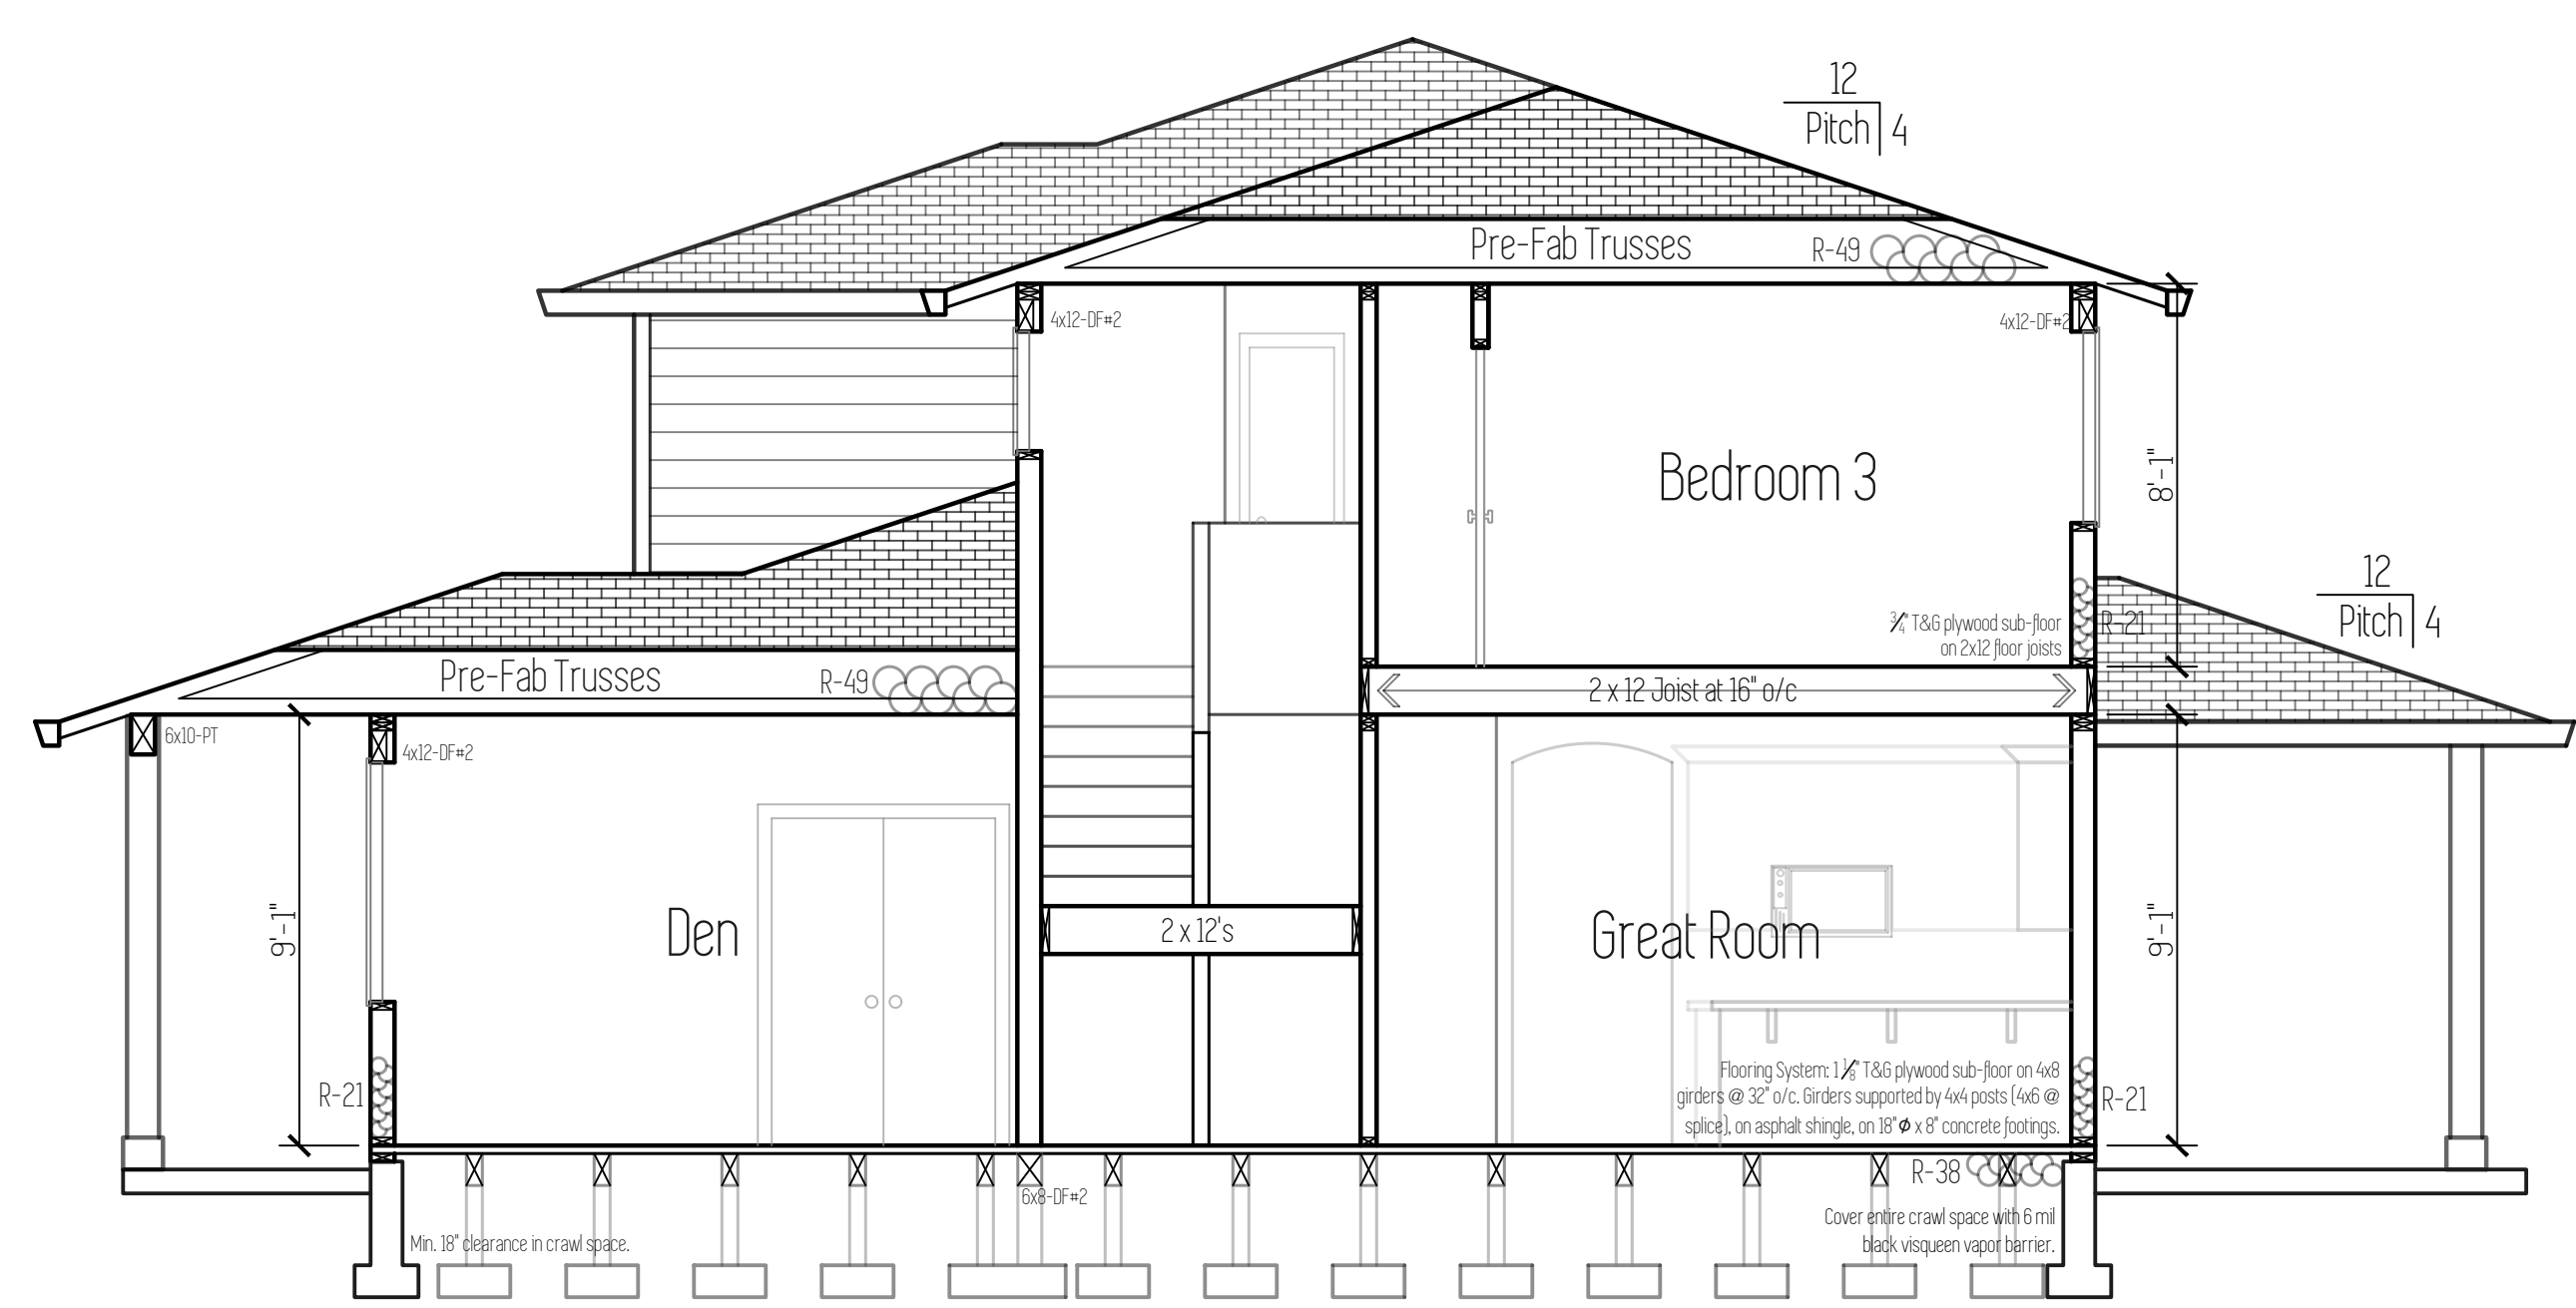 12
Pitch 4
Pre-Fab Trusses
R-49
4x12-DF#2
4x12-DF#2
Bedroom 3
8'-1"
12
Pitch 4
3/4" T&G plywood sub-floor
on 2x12 floor joists
R-21
Pre-Fab Trusses
R-49
2 x 12 Joist at 16" o/c
6x10-PT
4x12-DF#2
9'-1"
Den
2 x 12's
Great Room
9'-1"
Flooring System: 1 1/8" T&G plywood sub-floor on 4x8
girders @ 32" o/c. Girders supported by 4x4 posts (4x6 @
splice), on asphalt shingle, on 18"Φ x 8" concrete footings.
R-21
R-21
R-38
6x8-DF#2
Min. 18" clearance in crawl space.
Cover entire crawl space with 6 mil
black visqueen vapor barrier.